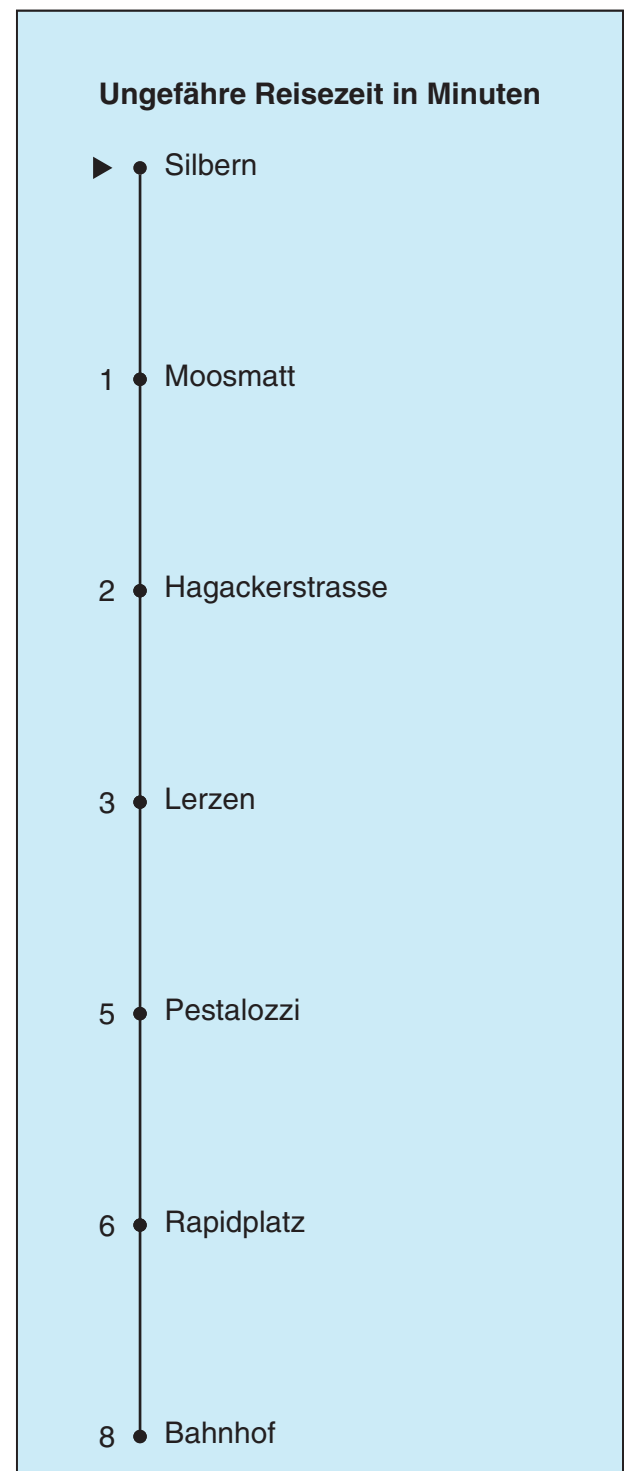 Ungefähre Reisezeit in Minuten
Silbern
1 Moosmatt
2 Hagackerstrasse
3 Lerzen
5 Pestalozzi
6 Rapidplatz
8 Bahnhof